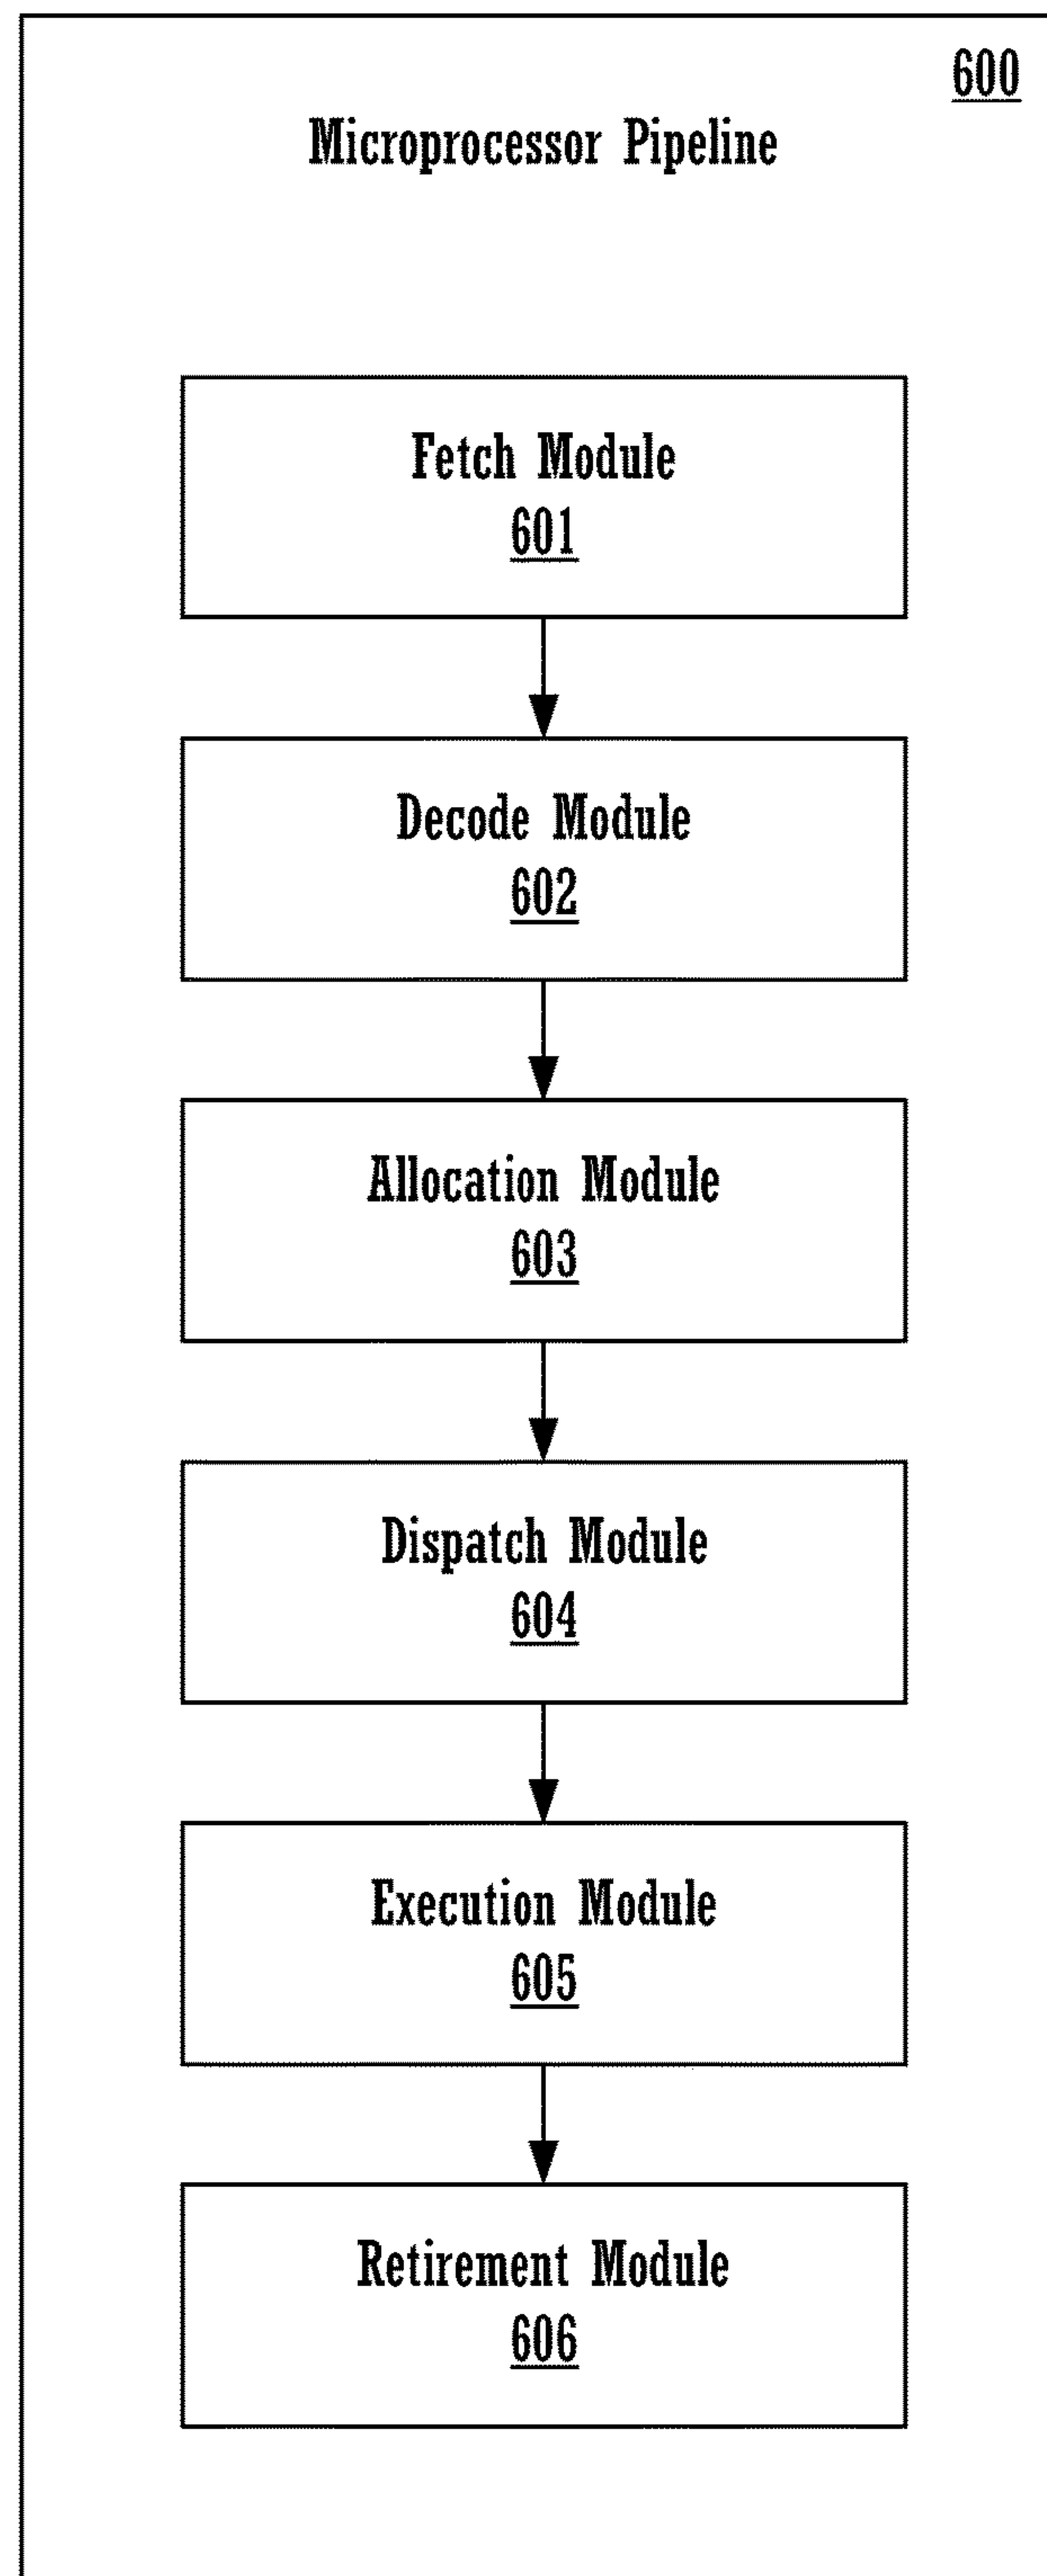 600
Microprocessor Pipeline
Fetch Module
601
Decode Module
602
Allocation Module
603
Dispatch Module
604
Execution Module
605
Retirement Module
606